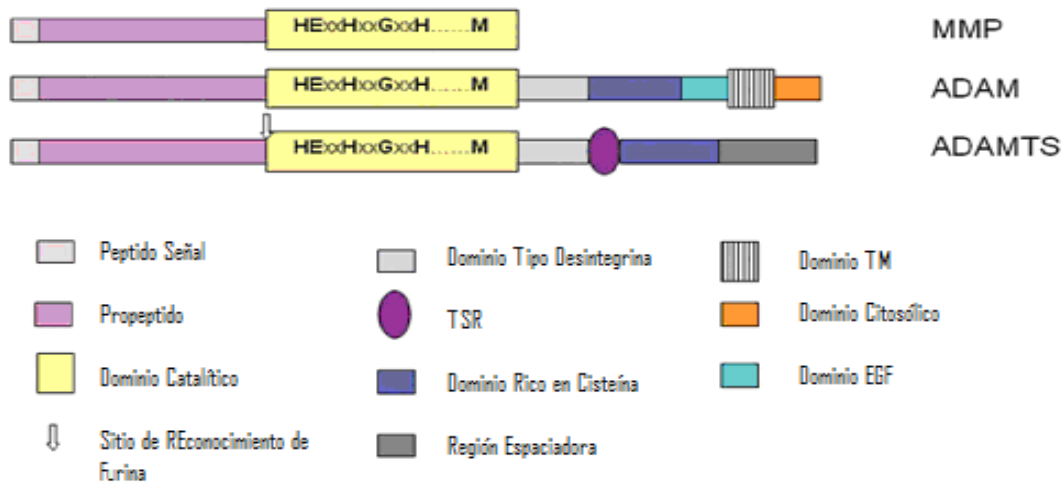 HExxHxxGxxH......M MMP
HExxHxxGxxH......M ADAM
HExxHxxGxxH......M ADAMTS
Peptido Señal
Dominio Tipo Desintegrina
Dominio TM
Propeptido
TSR
Dominio Citosólico
Dominio Catalítico
Dominio Rico en Cisteína
Dominio EGF
Sitio de REconocimiento de
Furina
Región Espaciadora